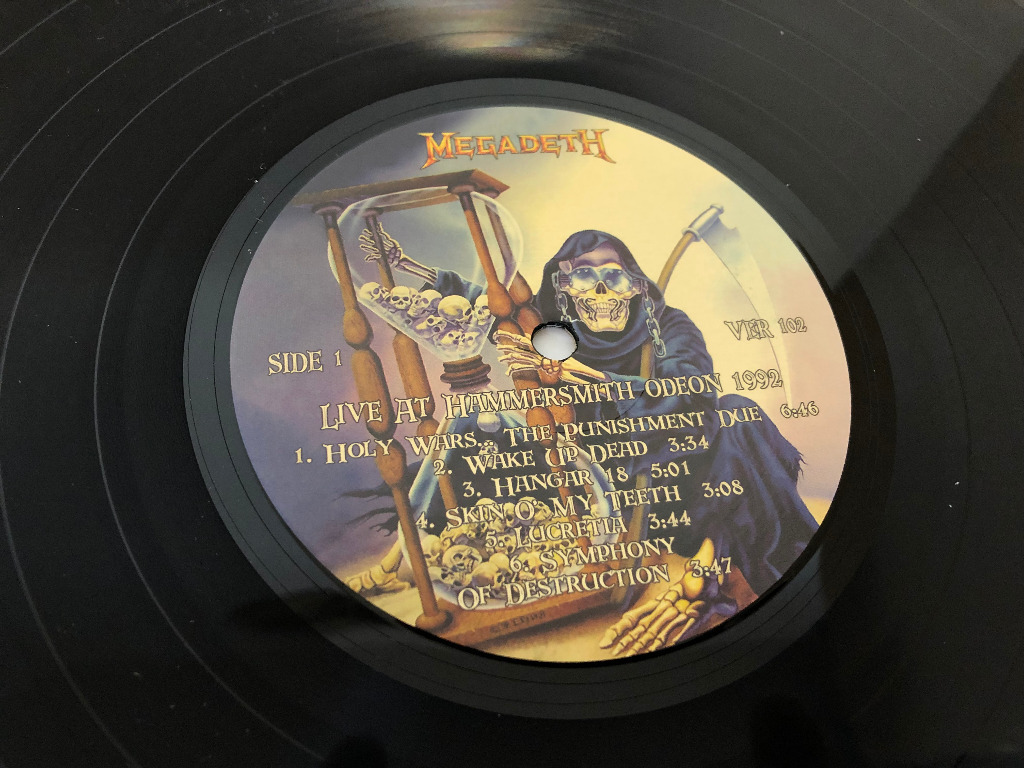 MEGADETH
SIDE 1
VER 102
LIVE AT HAMMERSMITH ODEON 1992
1. HOLY WARS... THE PUNISHMENT DUE 6:46
2. WAKE UP DEAD 3:34
3. HANGAR 18 5:01
4. SKIN O' MY TEETH 3:08
5. LUCRETIA 3:44
6. SYMPHONY
OF DESTRUCTION 3:47